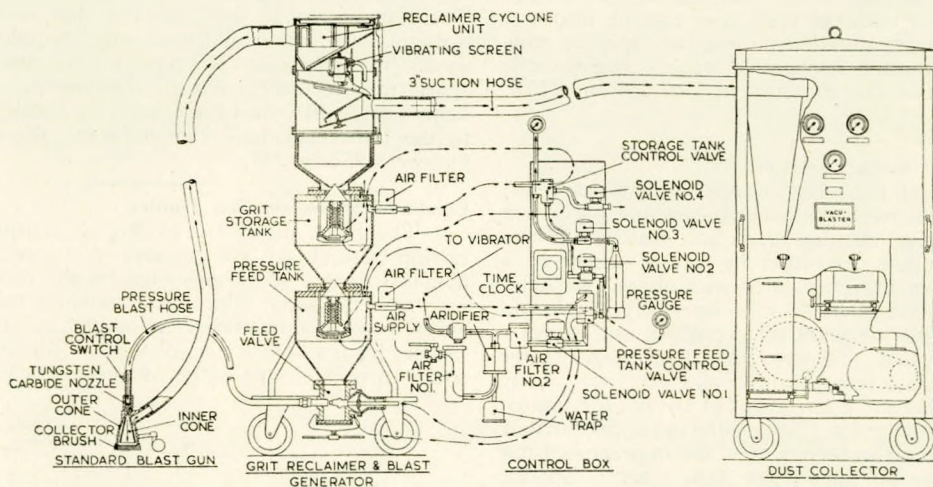 RECLAIMER CYCLONE
UNIT
VIBRATING SCREEN
3" SUCTION HOSE
STORAGE TANK
CONTROL VALVE
AIR FILTER
SOLENOID
VALVE NO.4
GRIT
STORAGE
TANK
SOLENOID VALVE
NO.3.
TO VIBRATOR
SOLENOID
VALVE NO2
VACU-
BLASTER
PRESSURE
FEED TANK
AIR FILTER
TIME
CLOCK
PRESSURE
GAUGE
PRESSURE
BLAST HOSE
ARIDIFIER
AIR
SUPPLY
BLAST
CONTROL
SWITCH
FEED
VALVE
AIR
FILTER
NO1.
AIR
FILTER
NO2
PRESSURE FEED
TANK CONTROL
VALVE
TUNGSTEN
CARBIDE NOZZLE
SOLENOID VALVE NO1.
OUTER
CONE
INNER
CONE
COLLECTOR
BRUSH
WATER
TRAP
STANDARD BLAST GUN
GRIT RECLAIMER & BLAST
GENERATOR
CONTROL BOX
DUST COLLECTOR